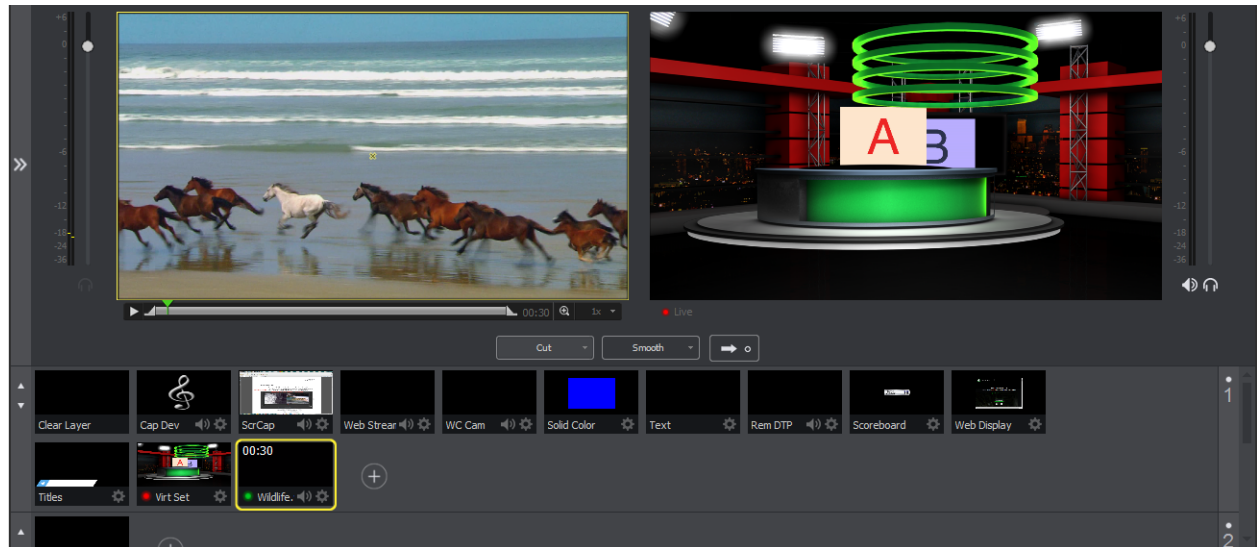 +6
0
-6
-12
-18
-24
-36
A
B
+6
0
-6
-12
-18
-24
-36
00:30
1x
Live
Cut
Smooth
Clear Layer
Cap Dev
ScrCap
Web Strear
WC Cam
Solid Color
Text
Rem DTP
Scoreboard
Web Display
1
Titles
Virt Set
00:30
Wildlife.
2